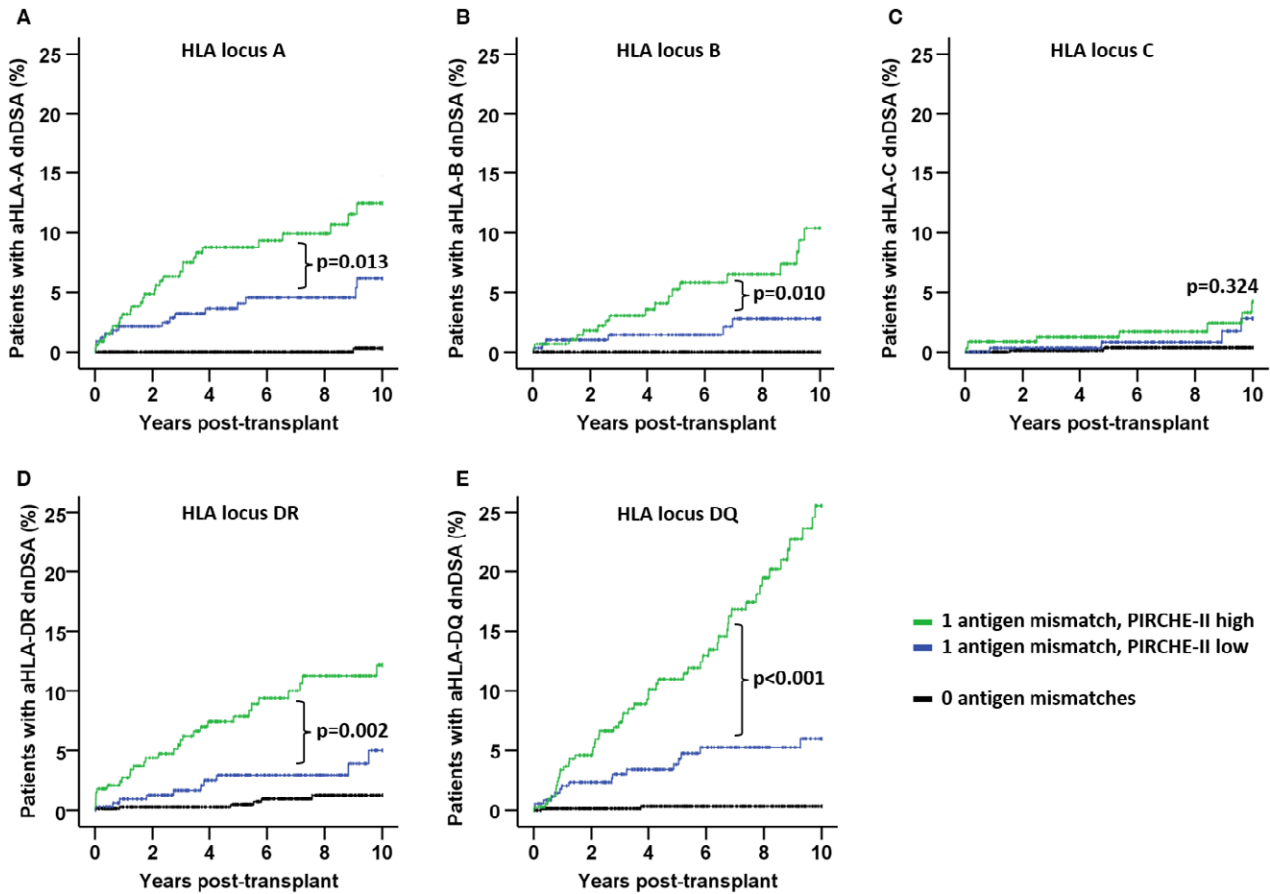 A
HLA locus A
Patients with aHLA-A dnDSA (%)
25
20
15
10
5
0
p=0.013
0 2 4 6 8 10
Years post-transplant
B
HLA locus B
Patients with aHLA-B dnDSA (%)
25
20
15
10
5
0
p=0.010
0 2 4 6 8 10
Years post-transplant
C
HLA locus C
Patients with aHLA-C dnDSA (%)
25
20
15
10
5
0
p=0.324
0 2 4 6 8 10
Years post-transplant
D
HLA locus DR
Patients with aHLA-DR dnDSA (%)
25
20
15
10
5
0
p=0.002
0 2 4 6 8 10
Years post-transplant
E
HLA locus DQ
Patients with aHLA-DQ dnDSA (%)
25
20
15
10
5
0
p<0.001
0 2 4 6 8 10
Years post-transplant
1 antigen mismatch, PIRCHE-II high
1 antigen mismatch, PIRCHE-II low
0 antigen mismatches